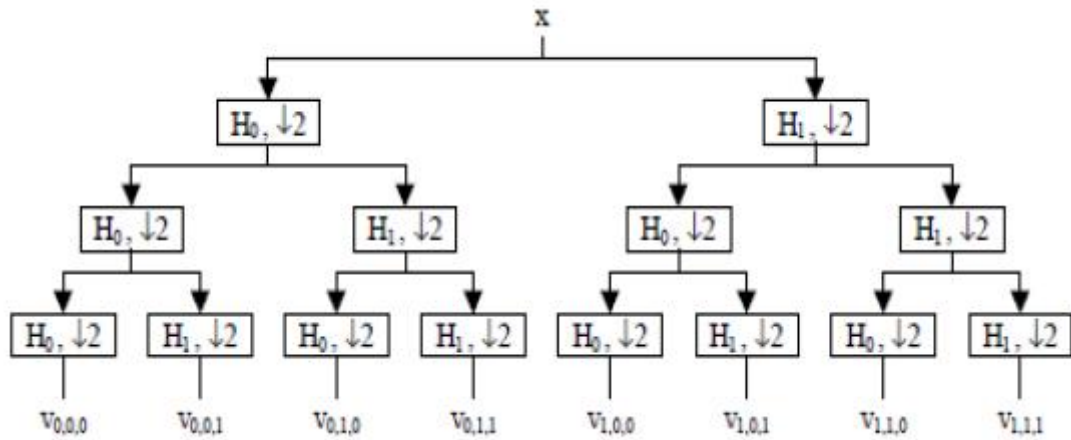 x
H₀, ↓2 H₁, ↓2
H₀, ↓2 H₁, ↓2 H₀, ↓2 H₁, ↓2
H₀, ↓2 H₁, ↓2 H₀, ↓2 H₁, ↓2 H₀, ↓2 H₁, ↓2 H₀, ↓2 H₁, ↓2
v₀,₀,₀ v₀,₀,₁ v₀,₁,₀ v₀,₁,₁ v₁,₀,₀ v₁,₀,₁ v₁,₁,₀ v₁,₁,₁